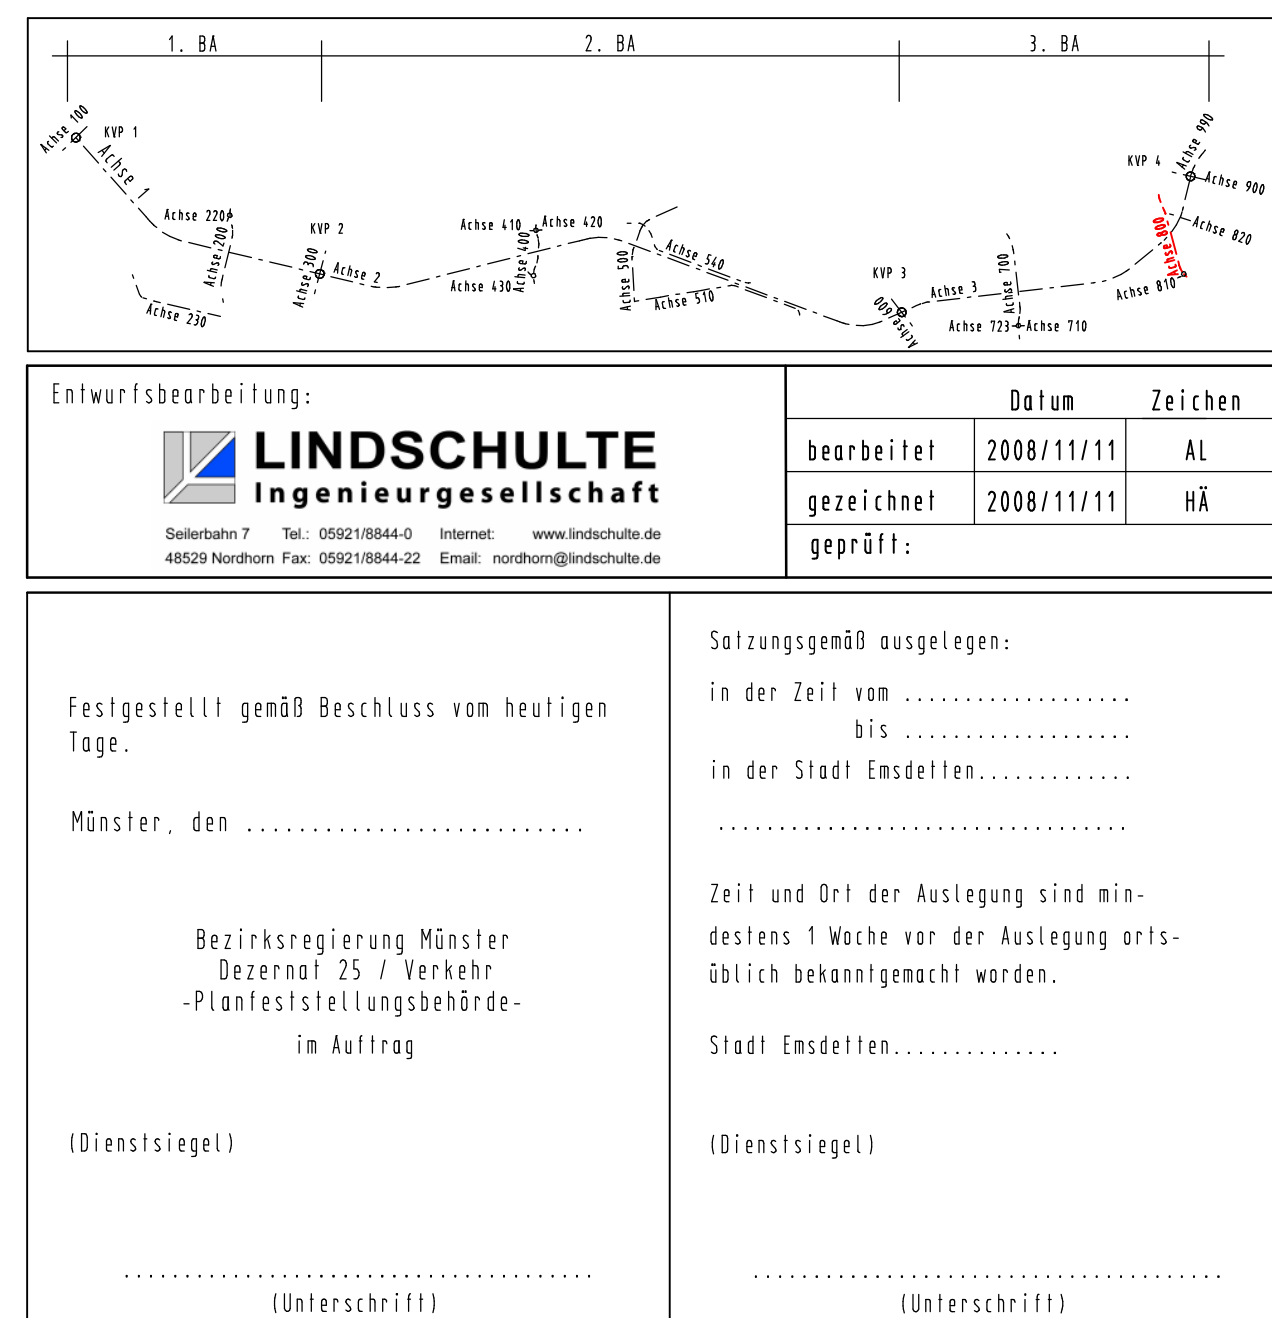 1. BA
2. BA
3. BA
Achse 100
KVP 1
Achse 1
Achse 220
Achse 200
Achse 230
KVP 2
Achse 300
Achse 2
Achse 410
Achse 420
Achse 400
Achse 430
Achse 500
Achse 540
Achse 510
KVP 3
Achse 600
Achse 3
Achse 700
Achse 723
Achse 710
KVP 4
Achse 990
Achse 900
Achse 800
Achse 820
Achse 810
Entwurfsbearbeitung:
LINDSCHULTE
Ingenieurgesellschaft
Seilerbahn 7 Tel.: 05921/8844-0 Internet: www.lindschulte.de
48529 Nordhorn Fax: 05921/8844-22 Email: nordhorn@lindschulte.de
Datum Zeichen
bearbeitet 2008/11/11 AL
gezeichnet 2008/11/11 HÄ
geprüft:
Festgestellt gemäß Beschluss vom heutigen
Tage.
Münster, den ..........................
Bezirksregierung Münster
Dezernat 25 / Verkehr
-Planfeststellungsbehörde-
im Auftrag
(Dienstsiegel)
.......................................
(Unterschrift)
Satzungsgemäß ausgelegen:
in der Zeit vom ...................
bis ...................
in der Stadt Emsdetten.............
..................................
Zeit und Ort der Auslegung sind min-
destens 1 Woche vor der Auslegung orts-
üblich bekanntgemacht worden.
Stadt Emsdetten..............
(Dienstsiegel)
.......................................
(Unterschrift)